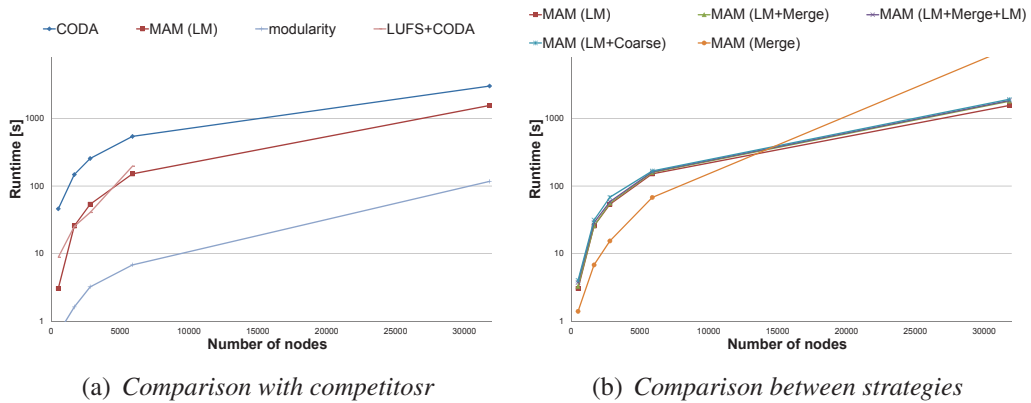 CODA MAM (LM) modularity LUFS+CODA
Runtime [s]
1000
100
10
1
0 5000 10000 15000 20000 25000 30000
Number of nodes
(a) Comparison with competitosr
MAM (LM) MAM (LM+Merge) MAM (LM+Merge+LM)
MAM (LM+Coarse) MAM (Merge)
Runtime [s]
1000
100
10
1
0 5000 10000 15000 20000 25000 30000
Number of nodes
(b) Comparison between strategies